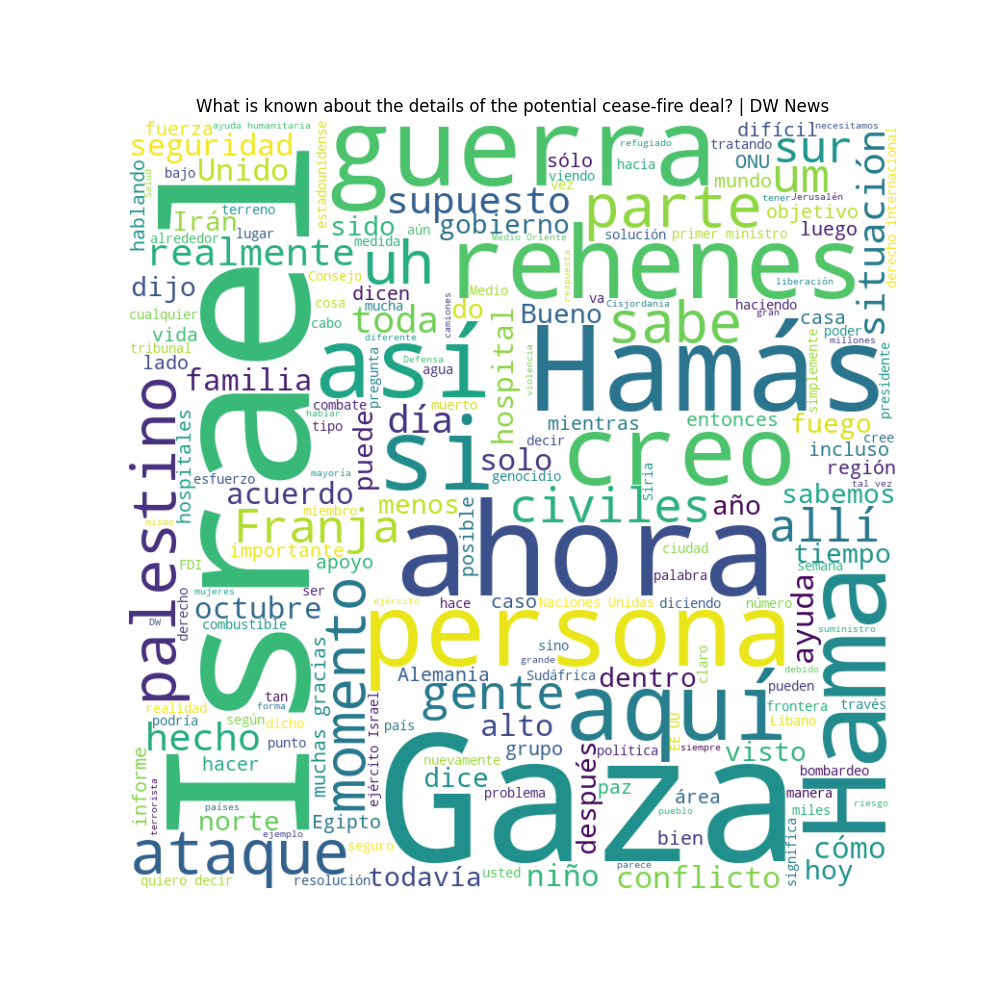 What is known about the details of the potential cease-fire deal? | DW News
fuerza
ayuda humanitaria
estadounidense
guerra
difícil
necesitamos
seguridad
refugiado
tratando
sur
situación
derecho internacional
bajo
Unido
sólo
hacia
ONU
viendo
vez
mundo
um
tener
Jerusalén
hablando
salud
Israel
supuesto
parte
objetivo
Irán
terreno
lugar
sido
aún
gobierno
Medio Oriente
solución
primer ministro
luego
alrededor
realmente
medida
uh
rehenes
respuesta
liberación
dijo
Consejo
dicen
Medio
va
Cisjordania
haciendo
gran
casa
cualquier
cosa
mucha
camiones
do
Bueno
sabe
poder
vida
cabo
toda
diferente
millones
tribunal
lado
así
Defensa
agua
hospital
violencia
Hamás
simplemente
presidente
familia
pregunta
palestino
combate
hablar
tipo
muerto
día
mientras
entonces
fuego
hospitales
puede
decir
si
creo
cree
incluso
esfuerzo
mayoría
solo
genocidio
Siria
región
tal vez
acuerdo
miembro
menos
civiles
año
sabemos
mismo
Franja
posible
ahora
allí
importante
ciudad
tiempo
FDI
apoyo
palabra
semana
mujeres
ser
derecho
octubre
momento
ejército
hace
caso
Naciones Unidas
diciendo
número
ayuda
Hama
DW
combustible
persona
suministro
sino
claro
grande
Alemania
Sudáfrica
dentro
debido
pueden
tan
muchas gracias
realidad
forma
gente
aquí
frontera
través
podría
según
dicho
ejército Israel
país
alto
EE UU
Líbano
hecho
punto
grupo
después
política
siempre
visto
informe
hacer
nuevamente
Gaza
dice
paz
bombardeo
terrorista
problema
área
manera
países
pueblo
miles
riesgo
norte
ejemplo
Egipto
bien
significa
cómo
ataque
seguro
quiero decir
resolución
todavía
usted
niño
parece
conflicto
hoy